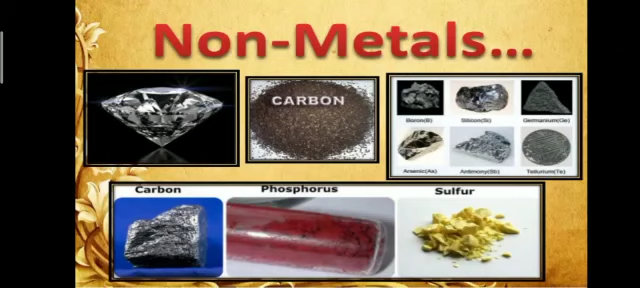 Non-Metals...
CARBON
Boron(B) Silicon(Si) Germanium(Ge)
Arsenic(As) Antimony(Sb) Tellurium(Te)
Carbon Phosphorus Sulfur